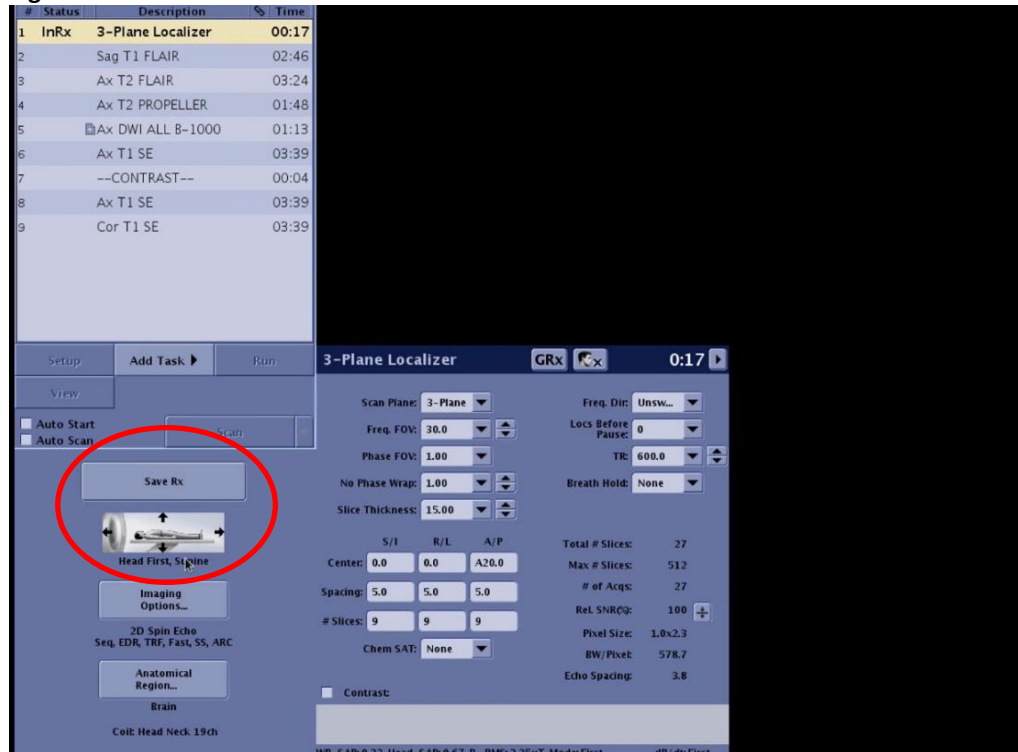 # Status Description Time
1 InRx 3-Plane Localizer 00:17
2 Sag T1 FLAIR 02:46
3 Ax T2 FLAIR 03:24
4 Ax T2 PROPELLER 01:48
5 Ax DWI ALL B-1000 01:13
6 Ax T1 SE 03:39
7 --CONTRAST-- 00:04
8 Ax T1 SE 03:39
9 Cor T1 SE 03:39
Setup Add Task Run
View
Auto Start
Auto Scan
Scan
Save Rx
Head First, Supine
Imaging
Options...
2D Spin Echo
Seq, EDR, TRF, Fast, SS, ARC
Anatomical
Region...
Brain
Coil: Head Neck 19ch
3-Plane Localizer GRx x 0:17
Scan Plane: 3-Plane
Freq. FOV: 30.0
Phase FOV: 1.00
No Phase Wrap: 1.00
Slice Thickness: 15.00
Freq. Dir: Unsw...
Locs Before
Pause: 0
TR: 600.0
Breath Hold: None
S/I R/L A/P
Center: 0.0 0.0 A20.0
Spacing: 5.0 5.0 5.0
# Slices: 9 9 9
Chem SAT: None
Total # Slices: 27
Max # Slices: 512
# of Acqs: 27
Rel. SNR(%): 100
Pixel Size: 1.0x2.3
BW/Pixel: 578.7
Echo Spacing: 3.8
Contrast: